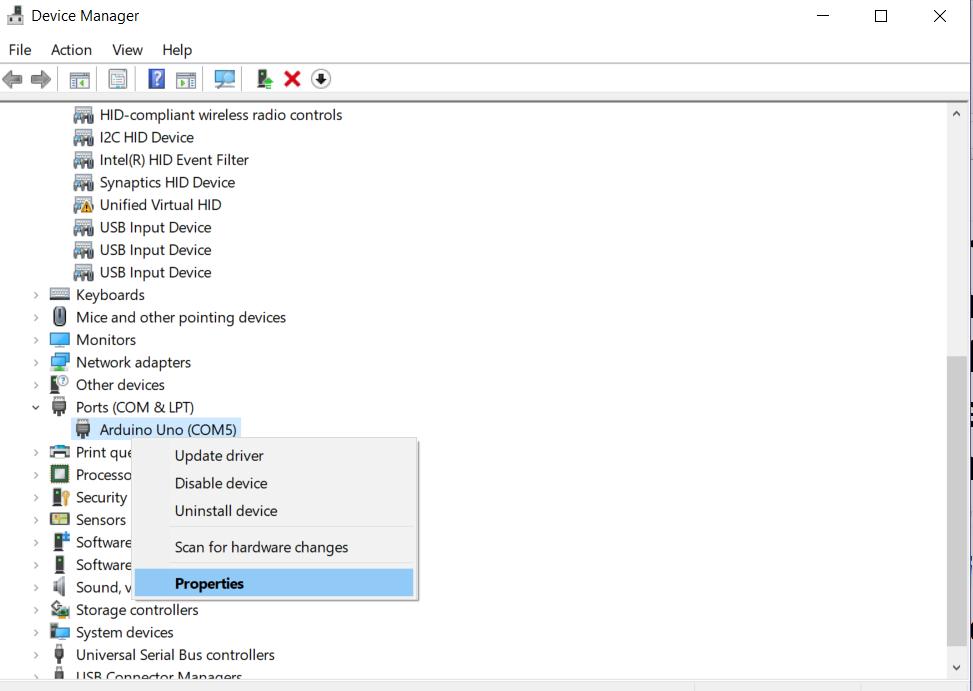 Device Manager
File Action View Help
HID-compliant wireless radio controls
I2C HID Device
Intel(R) HID Event Filter
Synaptics HID Device
Unified Virtual HID
USB Input Device
USB Input Device
USB Input Device
Keyboards
Mice and other pointing devices
Monitors
Network adapters
Other devices
Ports (COM & LPT)
Arduino Uno (COM5)
Print que
Processo
Security
Sensors
Software
Software
Sound, v
Storage controllers
System devices
Universal Serial Bus controllers
USB Connector Managers
Update driver
Disable device
Uninstall device
Scan for hardware changes
Properties